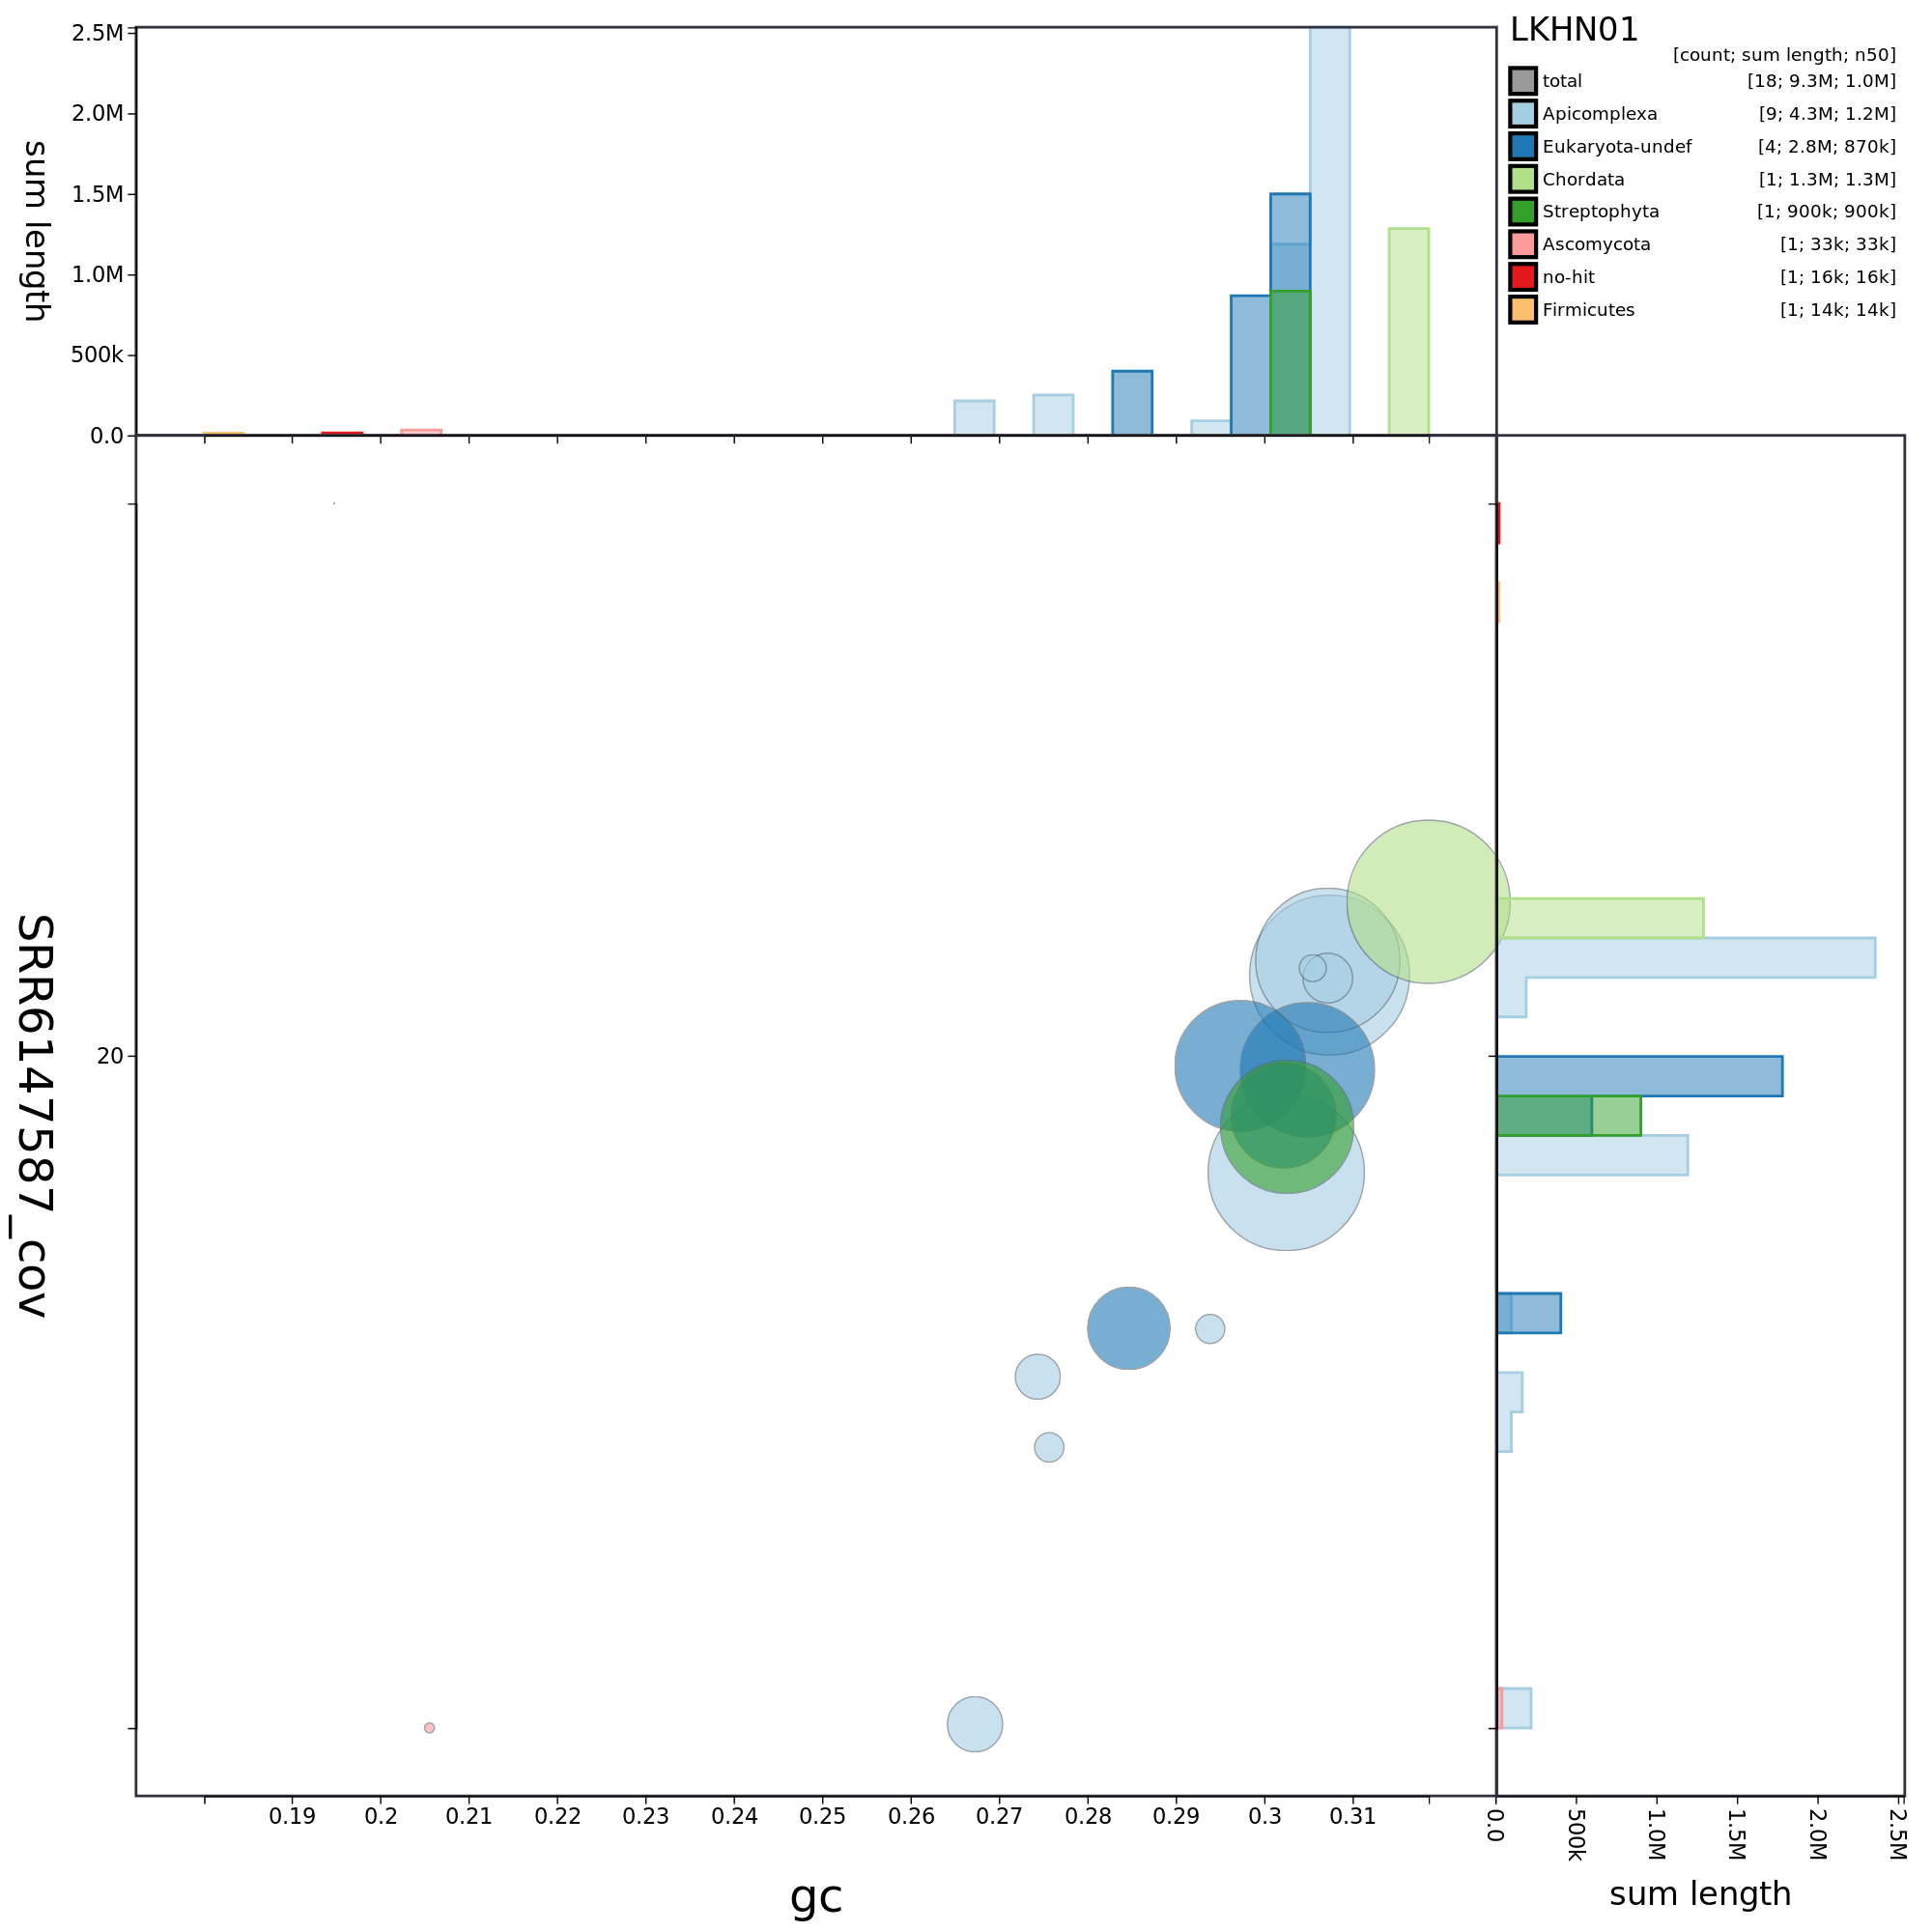 LKHN01
[count; sum length; n50]
total [18; 9.3M; 1.0M]
Apicomplexa [9; 4.3M; 1.2M]
Eukaryota-undef [4; 2.8M; 870k]
Chordata [1; 1.3M; 1.3M]
Streptophyta [1; 900k; 900k]
Ascomycota [1; 33k; 33k]
no-hit [1; 16k; 16k]
Firmicutes [1; 14k; 14k]
sum length
2.5M
2.0M
1.5M
1.0M
500k
0.0
SRR6147587_cov
20
0.19 0.2 0.21 0.22 0.23 0.24 0.25 0.26 0.27 0.28 0.29 0.3 0.31
gc
0.0 500k 1.0M 1.5M 2.0M 2.5M
sum length